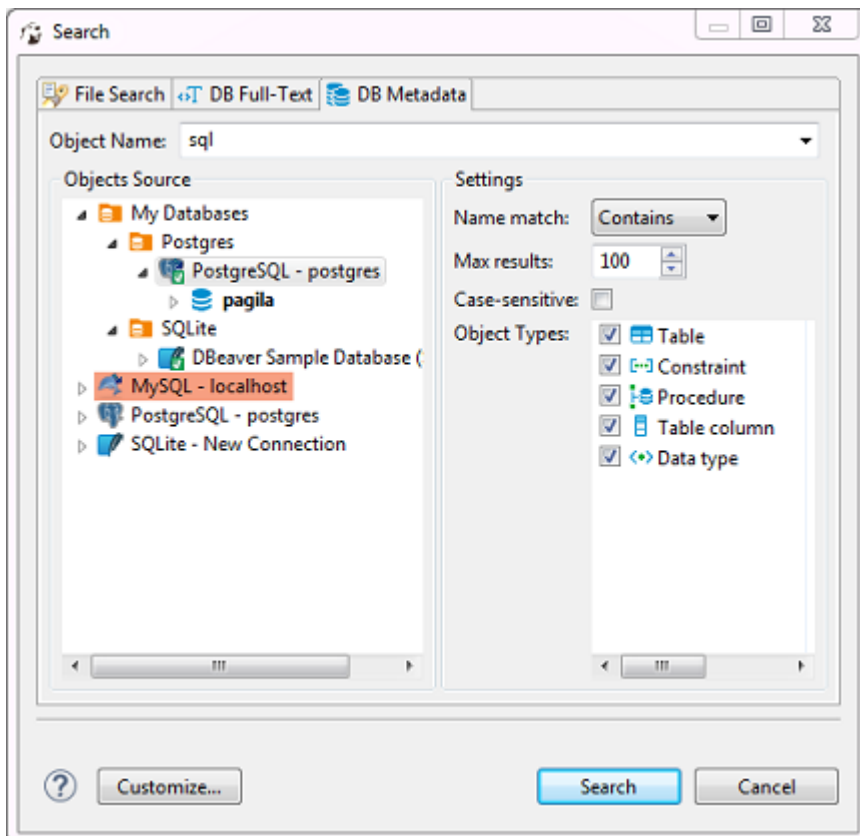 Search
File Search
DB Full-Text
DB Metadata
Object Name: sql
Objects Source
My Databases
Postgres
PostgreSQL - postgres
pagila
SQLite
DBeaver Sample Database (
MySQL - localhost
PostgreSQL - postgres
SQLite - New Connection
Settings
Name match: Contains
Max results: 100
Case-sensitive:
Object Types:
Table
Constraint
Procedure
Table column
Data type
Customize...
Search
Cancel